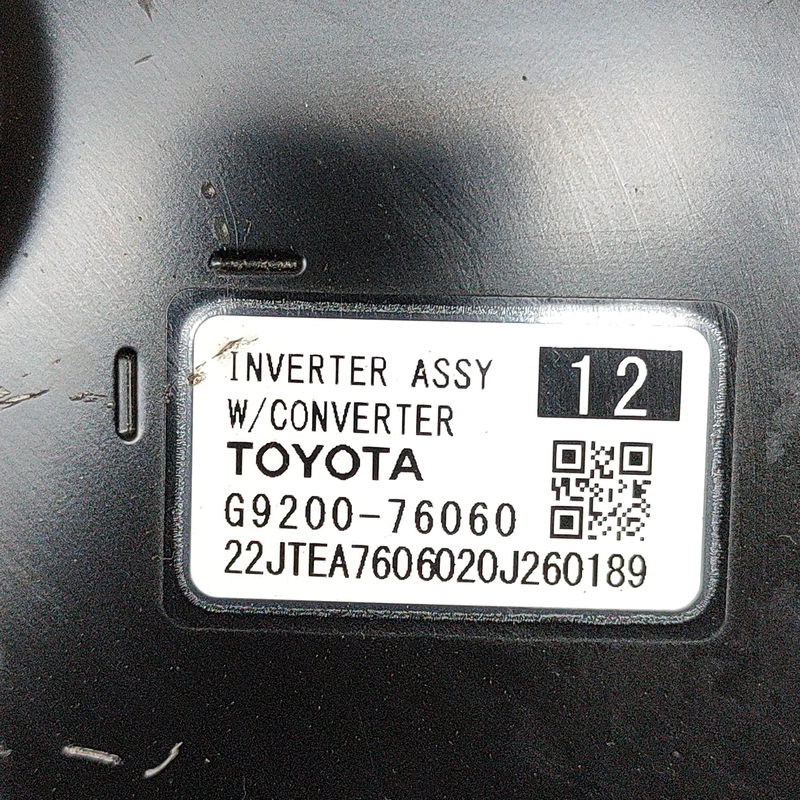 INVERTER ASSY
12
W/CONVERTER
TOYOTA
G9200-76060
22JTEA7606020J260189